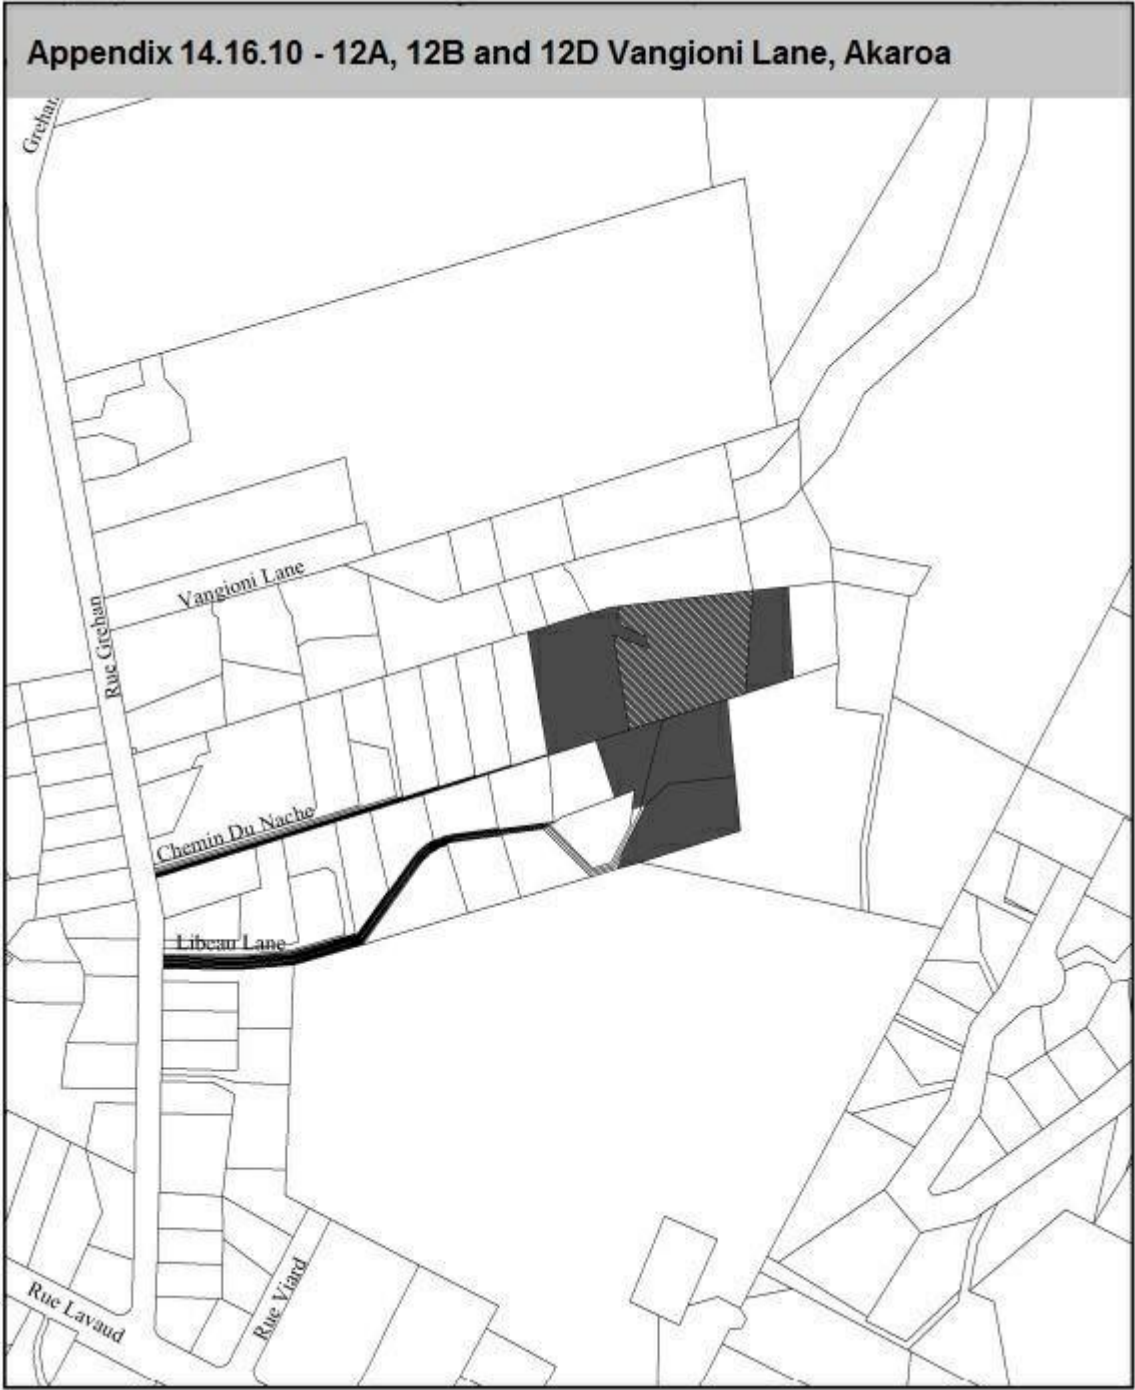 Appendix 14.16.10 - 12A, 12B and 12D Vangioni Lane, Akaroa
Grehan
Vangioni Lane
Rue Grehan
Chemin Du Nache
Libeau Lane
Rue Viard
Rue Lavaud